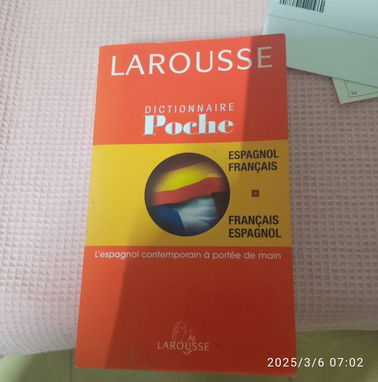 LAROUSSE
DICTIONNAIRE
Poche
ESPAGNOL
FRANÇAIS
FRANÇAIS
ESPAGNOL
L'espagnol contemporain à portée de main
LAROUSSE
2025/3/6 07:02